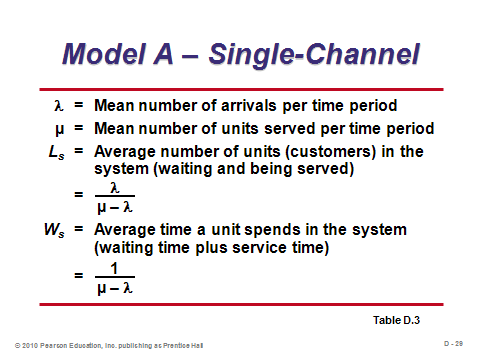 Model A – Single-Channel
λ = Mean number of arrivals per time period
µ = Mean number of units served per time period
Ls = Average number of units (customers) in the
system (waiting and being served)
= λ
µ – λ
Ws = Average time a unit spends in the system
(waiting time plus service time)
= 1
µ – λ
Table D.3
© 2010 Pearson Education, Inc. publishing as Prentice Hall
D - 29